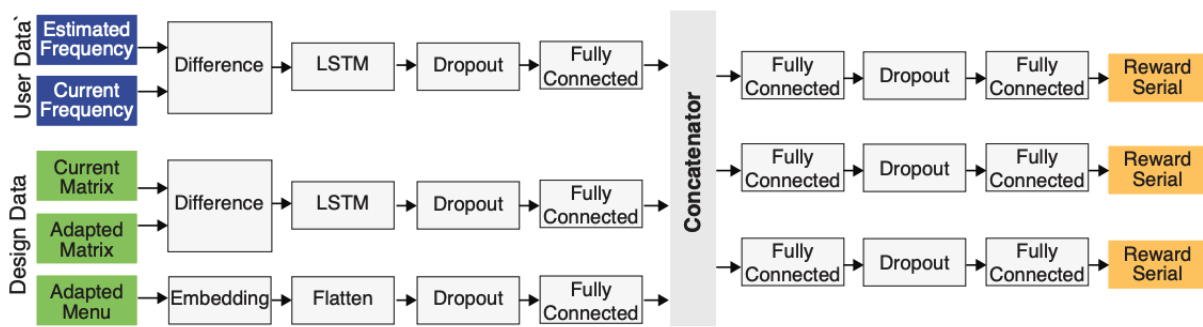 User Data`
Estimated
Frequency
Current
Frequency
Difference
LSTM
Dropout
Fully
Connected
Design Data
Current
Matrix
Adapted
Matrix
Difference
LSTM
Dropout
Fully
Connected
Adapted
Menu
Embedding
Flatten
Dropout
Fully
Connected
Concatenator
Fully
Connected
Dropout
Fully
Connected
Reward
Serial
Fully
Connected
Dropout
Fully
Connected
Reward
Serial
Fully
Connected
Dropout
Fully
Connected
Reward
Serial